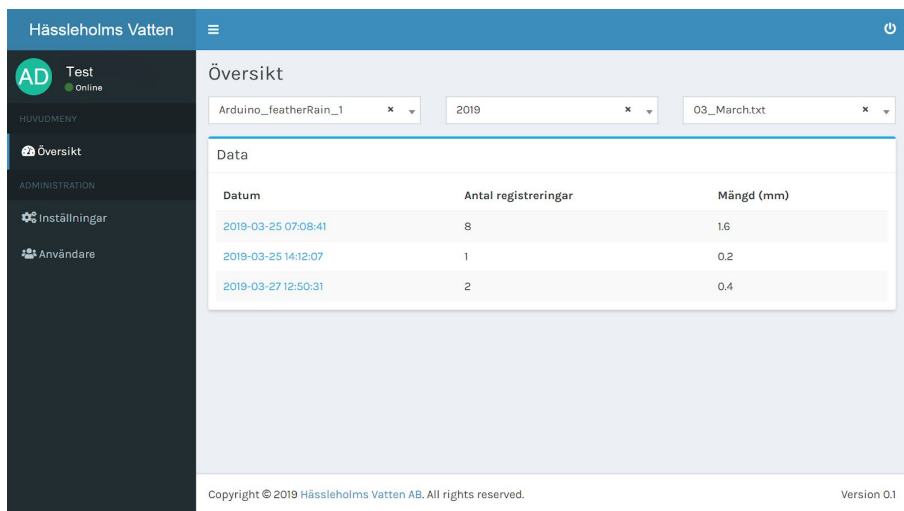 Hässleholms Vatten
AD
Test
Online
HUVUDMENY
Översikt
ADMINISTRATION
Inställningar
Användare
Översikt
Arduino_featherRain_1 ×
2019 ×
03_March.txt ×
Data
Datum Antal registreringar Mängd (mm)
2019-03-25 07:08:41 8 1.6
2019-03-25 14:12:07 1 0.2
2019-03-27 12:50:31 2 0.4
Copyright © 2019 Hässleholms Vatten AB. All rights reserved. Version 0.1